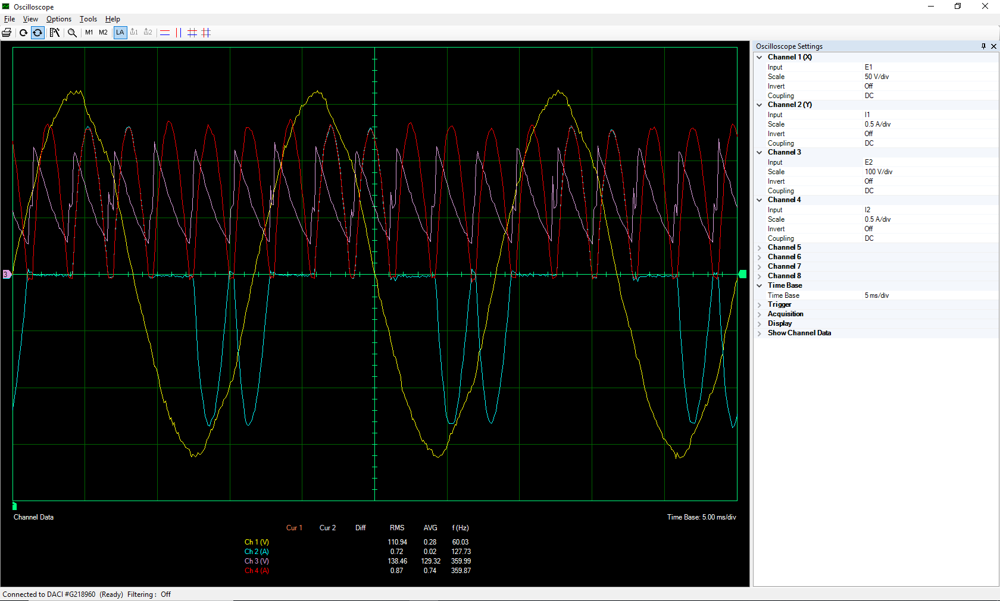 Oscilloscope
File View Options Tools Help
M1 M2 LA 1 2
3
Channel Data
Time Base: 5.00 ms/div
Cur 1 Cur 2 Diff RMS AVG f (Hz)
Ch 1 (V) 110.94 0.28 60.03
Ch 2 (A) 0.72 0.02 127.73
Ch 3 (V) 138.46 129.32 359.99
Ch 4 (A) 0.87 0.74 359.87
Oscilloscope Settings
Channel 1 (X)
Input E1
Scale 50 V/div
Invert Off
Coupling DC
Channel 2 (Y)
Input I1
Scale 0.5 A/div
Invert Off
Coupling DC
Channel 3
Input E2
Scale 100 V/div
Invert Off
Coupling DC
Channel 4
Input I2
Scale 0.5 A/div
Invert Off
Coupling DC
Channel 5
Channel 6
Channel 7
Channel 8
Time Base
Time Base 5 ms/div
Trigger
Acquisition
Display
Show Channel Data
Connected to DACI #G218960 (Ready) Filtering : Off